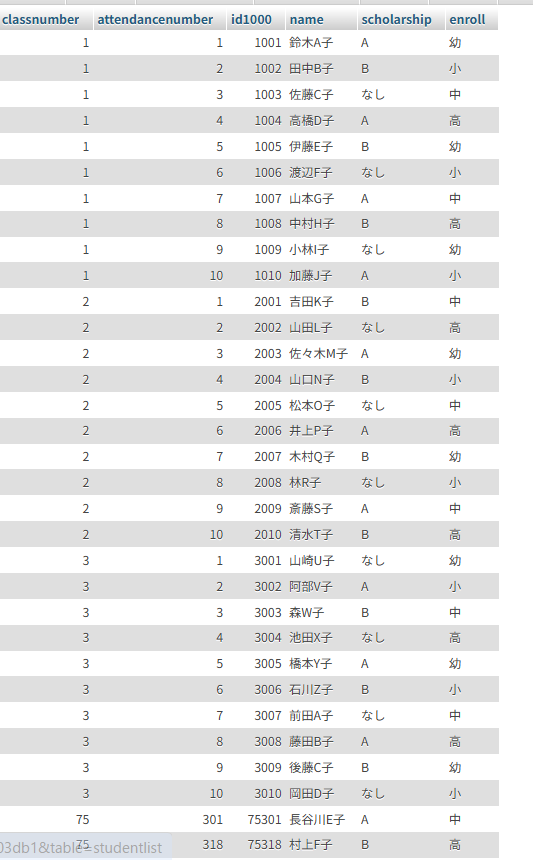 classnumber attendancenumber id1000 name scholarship enroll
1 1 1001 鈴木A子 A 幼
1 2 1002 田中B子 B 小
1 3 1003 佐藤C子 なし 中
1 4 1004 高橋D子 A 高
1 5 1005 伊藤E子 B 幼
1 6 1006 渡辺F子 なし 小
1 7 1007 山本G子 A 中
1 8 1008 中村H子 B 高
1 9 1009 小林I子 なし 幼
1 10 1010 加藤J子 A 小
2 1 2001 吉田K子 B 中
2 2 2002 山田L子 なし 高
2 3 2003 佐々木M子 A 幼
2 4 2004 山口N子 B 小
2 5 2005 松本O子 なし 中
2 6 2006 井上P子 A 高
2 7 2007 木村Q子 B 幼
2 8 2008 林R子 なし 小
2 9 2009 斎藤S子 A 中
2 10 2010 清水T子 B 高
3 1 3001 山崎U子 なし 幼
3 2 3002 阿部V子 A 小
3 3 3003 森W子 B 中
3 4 3004 池田X子 なし 高
3 5 3005 橋本Y子 A 幼
3 6 3006 石川Z子 B 小
3 7 3007 前田A子 なし 中
3 8 3008 藤田B子 A 高
3 9 3009 後藤C子 B 幼
3 10 3010 岡田D子 なし 小
75 301 75301 長谷川E子 A 中
75 318 75318 村上F子 B 高
03db1&table=studentlist